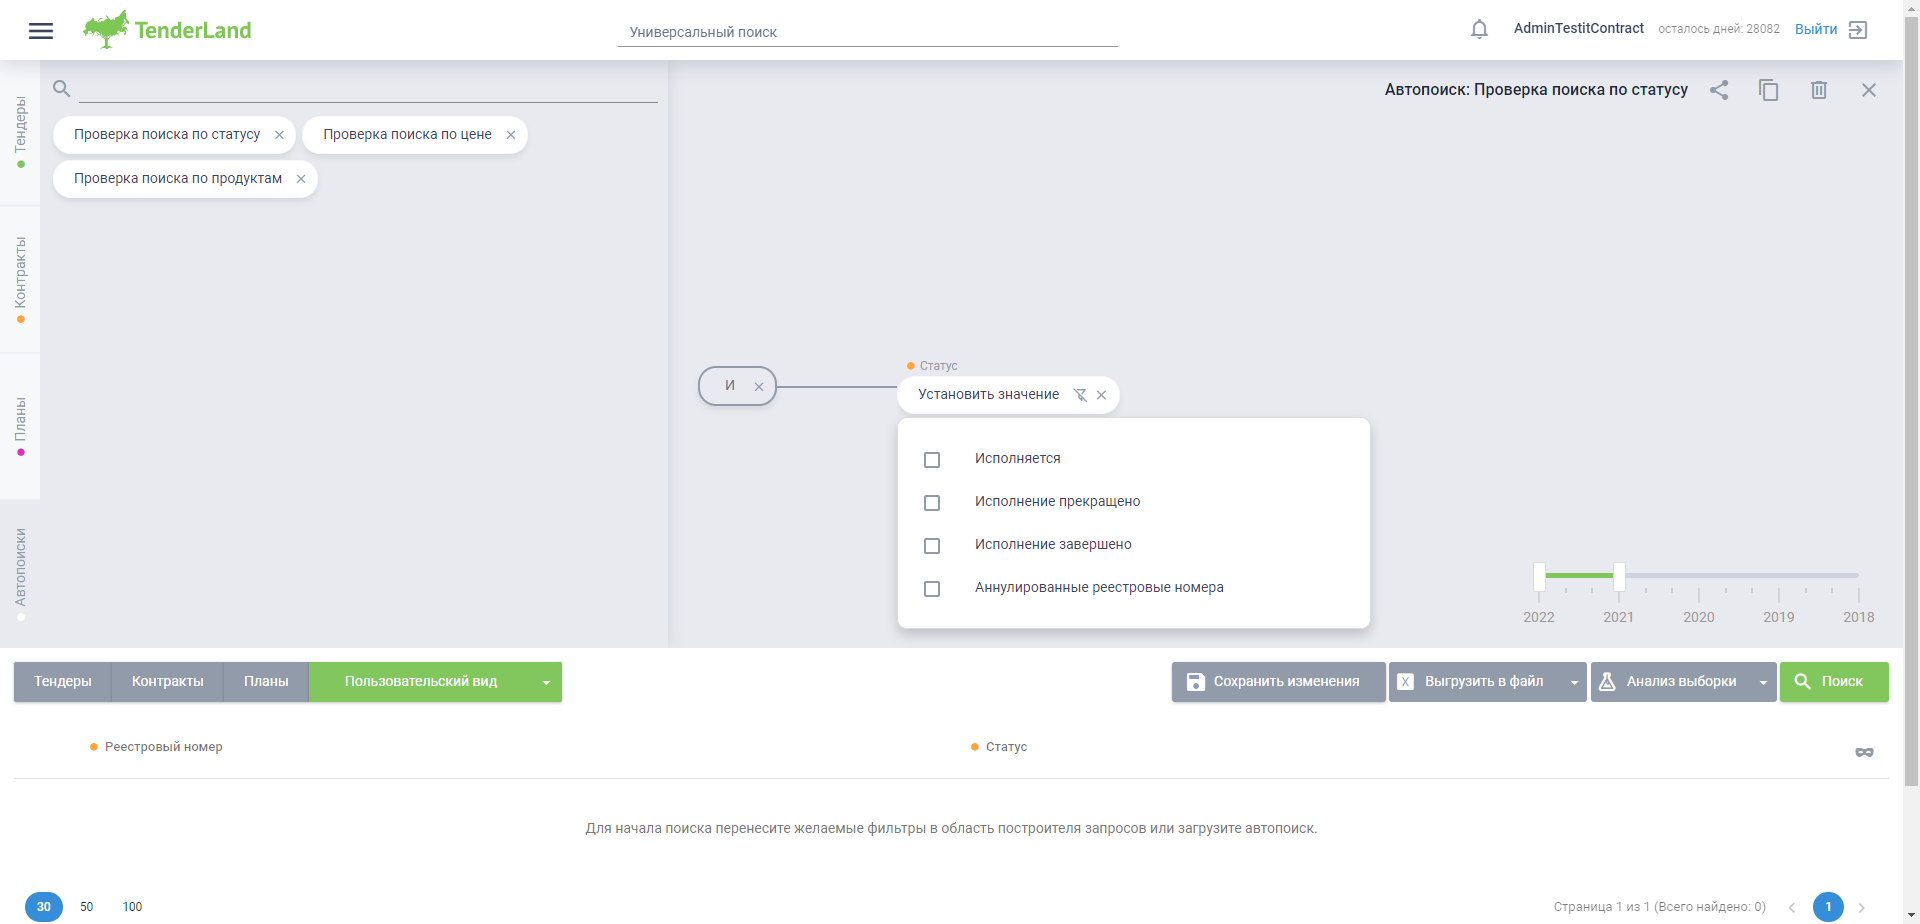 TenderLand
Универсальный поиск
AdminTestitContract
осталось дней: 28082
Выйти
Тендеры
Контракты
Планы
Автопоиски
Проверка поиска по статусу
Проверка поиска по цене
Проверка поиска по продуктам
Автопоиск: Проверка поиска по статусу
И
Статус
Установить значение
Исполняется
Исполнение прекращено
Исполнение завершено
Аннулированные реестровые номера
2022 2021 2020 2019 2018
Тендеры Контракты Планы Пользовательский вид
Сохранить изменения X Выгрузить в файл Анализ выборки Поиск
Реестровый номер Статус
Для начала поиска перенесите желаемые фильтры в область построителя запросов или загрузите автопоиск.
30 50 100
Страница 1 из 1 (Всего найдено: 0) 1